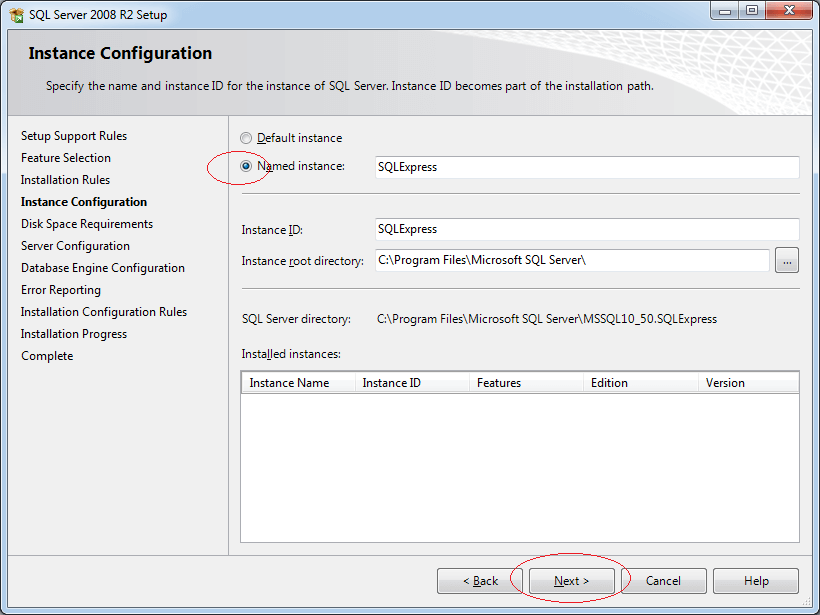 SQL Server 2008 R2 Setup
Instance Configuration
Specify the name and instance ID for the instance of SQL Server. Instance ID becomes part of the installation path.
Setup Support Rules
Feature Selection
Installation Rules
Instance Configuration
Disk Space Requirements
Server Configuration
Database Engine Configuration
Error Reporting
Installation Configuration Rules
Installation Progress
Complete
Default instance
Named instance: SQLExpress
Instance ID: SQLExpress
Instance root directory: C:\Program Files\Microsoft SQL Server\ ...
SQL Server directory: C:\Program Files\Microsoft SQL Server\MSSQL10_50.SQLExpress
Installed instances:
Instance Name Instance ID Features Edition Version
< Back Next > Cancel Help